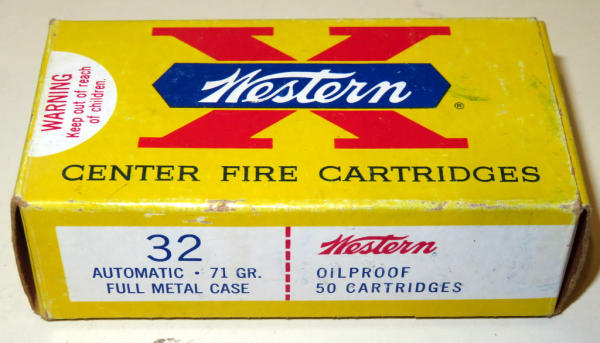 X
Western
®
WARNING
Keep out of reach
of children.
CENTER FIRE CARTRIDGES
32
AUTOMATIC · 71 GR.
FULL METAL CASE
Western
OILPROOF
50 CARTRIDGES